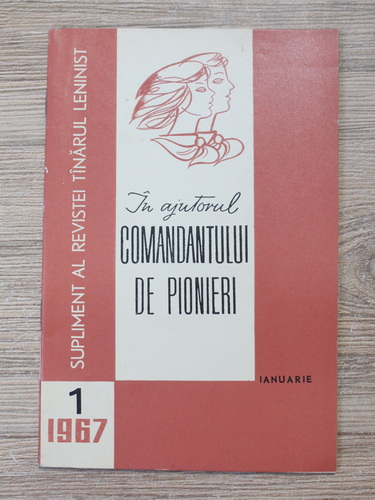 SUPLIMENT AL REVISTEI TÎNĂRUL LENINIST
În ajutorul
COMANDANTULUI
DE PIONIERI
IANUARIE
1
1967